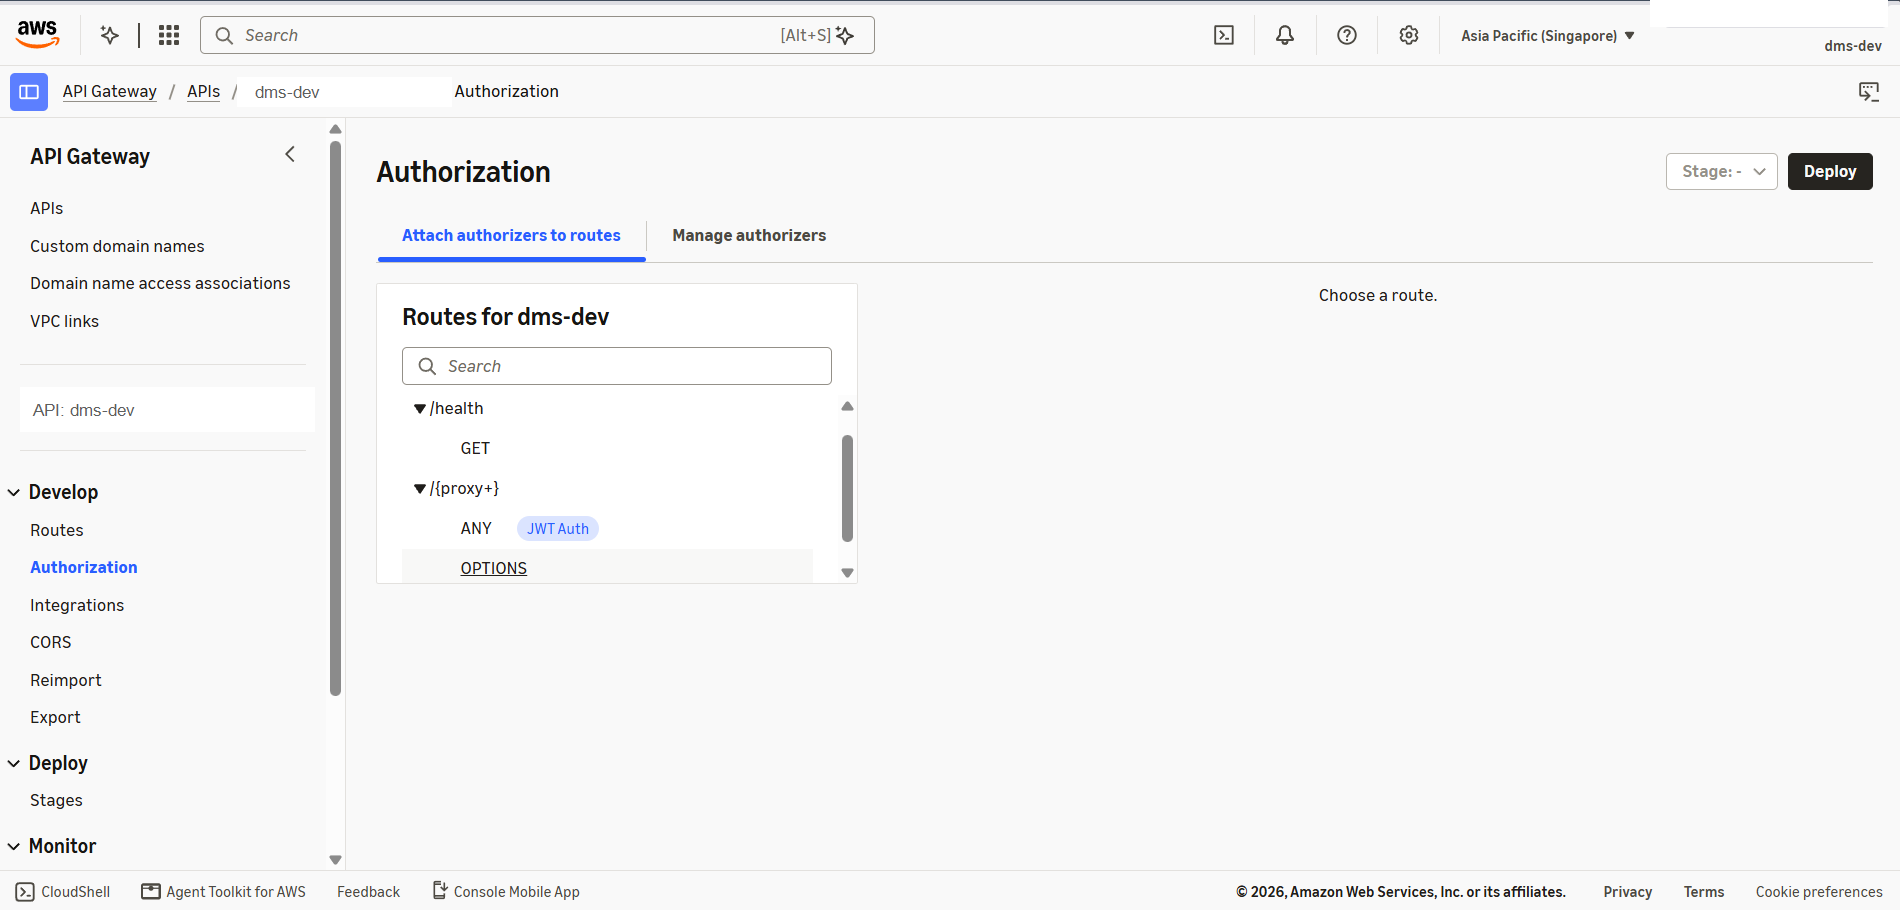 aws
Search [Alt+S]
Asia Pacific (Singapore)
dms-dev
API Gateway / APIs / dms-dev Authorization
API Gateway
APIs
Custom domain names
Domain name access associations
VPC links
API: dms-dev
Develop
Routes
Authorization
Integrations
CORS
Reimport
Export
Deploy
Stages
Monitor
Authorization
Stage: -
Deploy
Attach authorizers to routes
Manage authorizers
Routes for dms-dev
Search
/health
GET
/{proxy+}
ANY JWT Auth
OPTIONS
Choose a route.
CloudShell Agent Toolkit for AWS Feedback Console Mobile App © 2026, Amazon Web Services, Inc. or its affiliates. Privacy Terms Cookie preferences